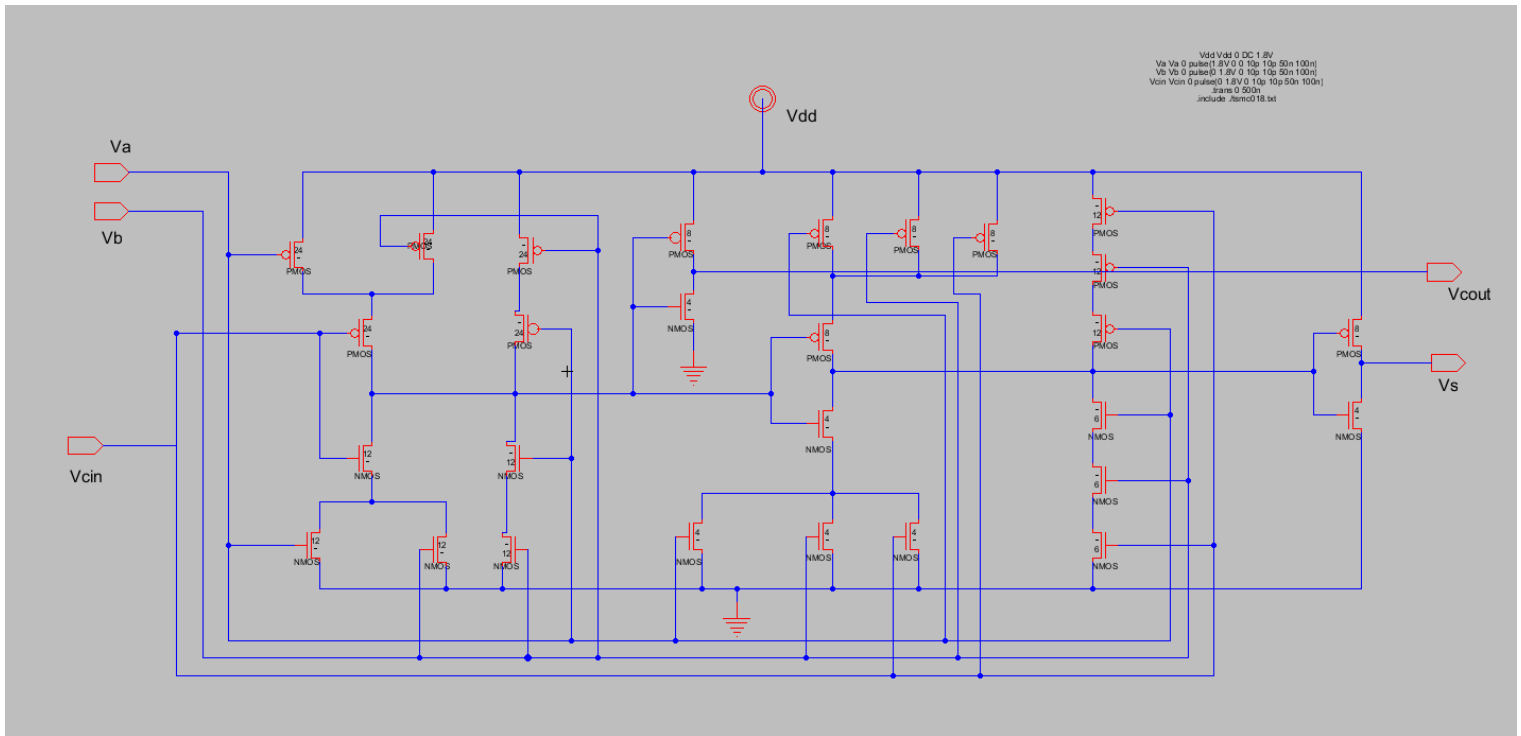 Vdd Vdd 0 DC 1.8V
Va Va 0 pulse(1.8V 0 0 10p 10p 50n 100n)
Vb Vb 0 pulse(0 1.8V 0 10p 10p 50n 100n)
Vcin Vcin 0 pulse(0 1.8V 0 10p 10p 50n 100n)
.trans 0 500n
.include ./tsmc018.txt
Vdd
Va
Vb
12
PMOS
8
PMOS
8
PMOS
8
PMOS
8
PMOS
24
PMOS
24
PMOS
24
PMOS
12
PMOS
Vcout
4
NMOS
24
PMOS
24
PMOS
8
PMOS
12
PMOS
8
PMOS
Vs
4
NMOS
6
NMOS
4
NMOS
Vcin
12
NMOS
12
NMOS
6
NMOS
12
NMOS
12
NMOS
12
NMOS
4
NMOS
4
NMOS
4
NMOS
6
NMOS